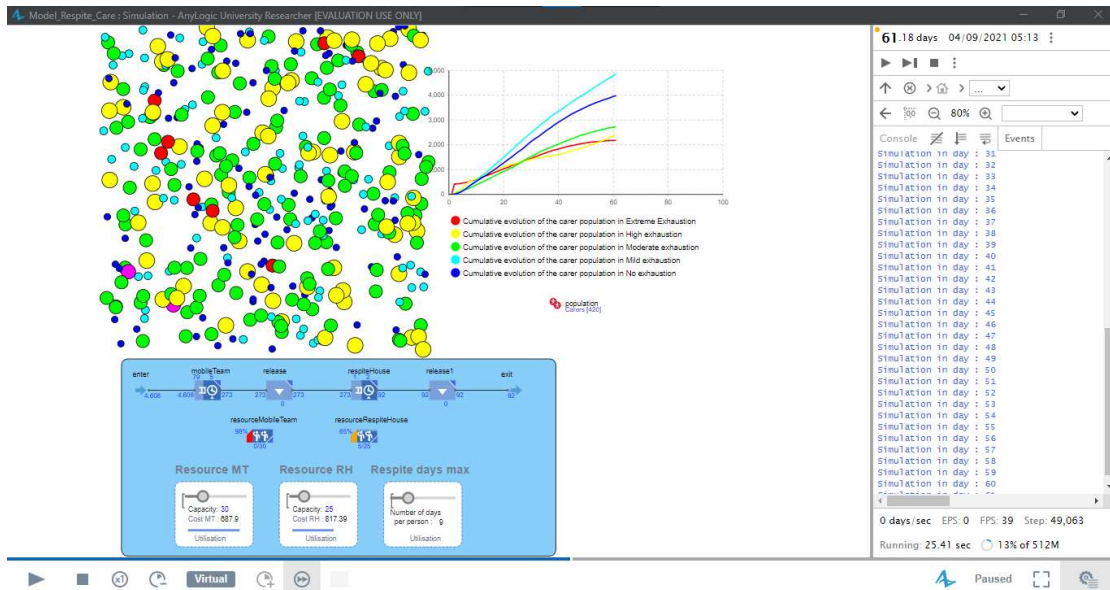 Model_Respite_Care : Simulation - AnyLogic University Researcher [EVALUATION USE ONLY]
61.18 days 04/09/2021 05:13
...
80%
Console Events
Simulation in day : 31
Simulation in day : 32
Simulation in day : 33
Simulation in day : 34
Simulation in day : 35
Simulation in day : 36
Simulation in day : 37
Simulation in day : 38
Simulation in day : 39
Simulation in day : 40
Simulation in day : 41
Simulation in day : 42
Simulation in day : 43
Simulation in day : 44
Simulation in day : 45
Simulation in day : 46
Simulation in day : 47
Simulation in day : 48
Simulation in day : 49
Simulation in day : 50
Simulation in day : 51
Simulation in day : 52
Simulation in day : 53
Simulation in day : 54
Simulation in day : 55
Simulation in day : 56
Simulation in day : 57
Simulation in day : 58
Simulation in day : 59
Simulation in day : 60
4,000
3,000
2,000
0
0 20 40 60 80 100
Cumulative evolution of the carer population in Extreme Exhaustion
Cumulative evolution of the carer population in High exhaustion
Cumulative evolution of the carer population in Moderate exhaustion
Cumulative evolution of the carer population in Mild exhaustion
Cumulative evolution of the carer population in No exhaustion
population
Carers [420]
enter mobileTeam release respiteHouse release1 exit
4,608 4,608 273 273 273 273 92 92 92 92
0 0
resourceMobileTeam resourceRespiteHouse
98%
0/30
Resource MT Resource RH Respite days max
Capacity: 30 Capacity: 25 Number of days
Cost MT : 687.9 Cost RH : 817.39 per person : 9
Utilisation Utilisation Utilisation
0 days/sec EPS: 0 FPS: 39 Step: 49,063
Running: 25.41 sec 13% of 512M
x1 Virtual Paused